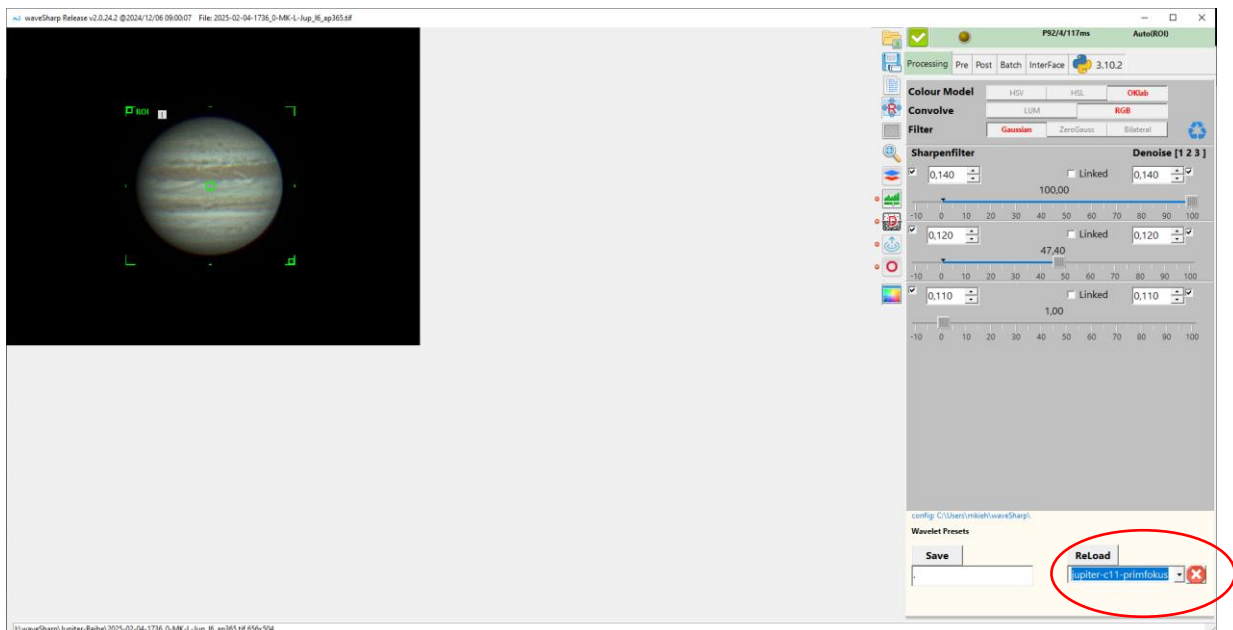 waveSharp Release v2.0.24.2 @2024/12/06 09:00:07 File: 2025-02-04-1736_0-MK-L-Jup_l6_ap365.tif
P92/4/117ms Auto(ROI)
Processing Pre Post Batch InterFace 3.10.2
Colour Model HSV HSL OKlab
Convolve LUM RGB
Filter Gaussian ZeroGauss Bilateral
Sharpenfilter Denoise [1 2 3 ]
0,140 Linked 0,140
100,00
-10 0 10 20 30 40 50 60 70 80 90 100
0,120 Linked 0,120
47,40
-10 0 10 20 30 40 50 60 70 80 90 100
0,110 Linked 0,110
1,00
-10 0 10 20 30 40 50 60 70 80 90 100
ROI
config: C:\Users\mkieh\waveSharp\.
Wavelet Presets
Save ReLoad
. jupiter-c11-primfokus